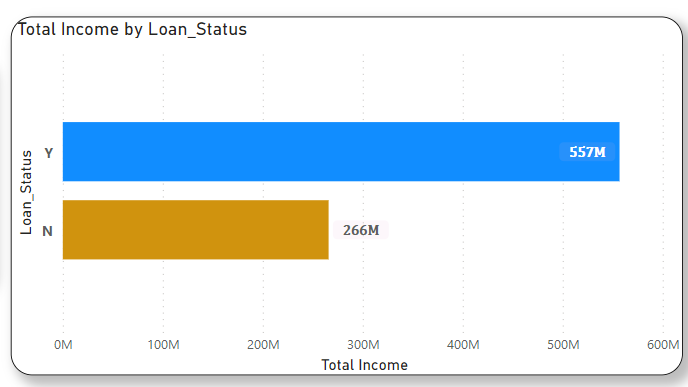 Total Income by Loan_Status
Loan_Status
Y
557M
N
266M
0M 100M 200M 300M 400M 500M 600M
Total Income